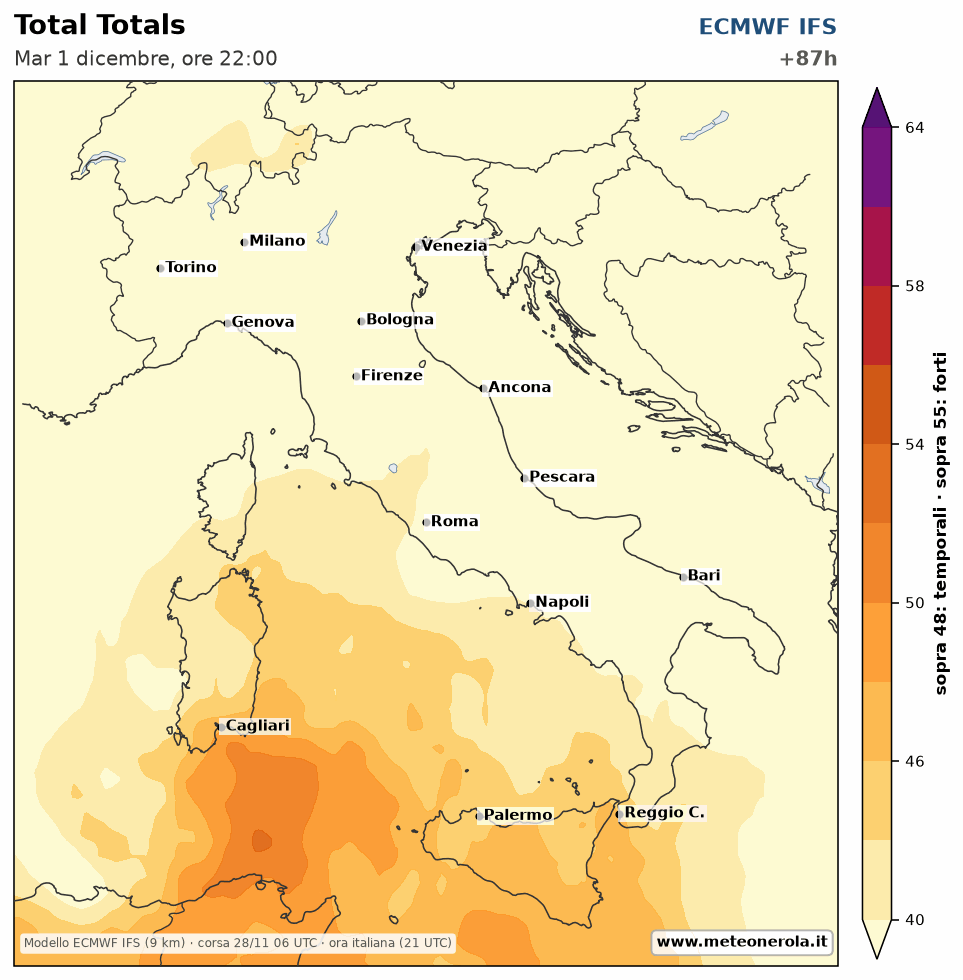 Total Totals
ECMWF IFS
Mar 1 dicembre, ore 22:00
+87h
Milano
Venezia
Torino
Genova
Bologna
Firenze
Ancona
Pescara
Roma
Bari
Napoli
Cagliari
Palermo
Reggio C.
64
58
54
50
46
40
sopra 48: temporali · sopra 55: forti
Modello ECMWF IFS (9 km) · corsa 28/11 06 UTC · ora italiana (21 UTC)
www.meteonerola.it